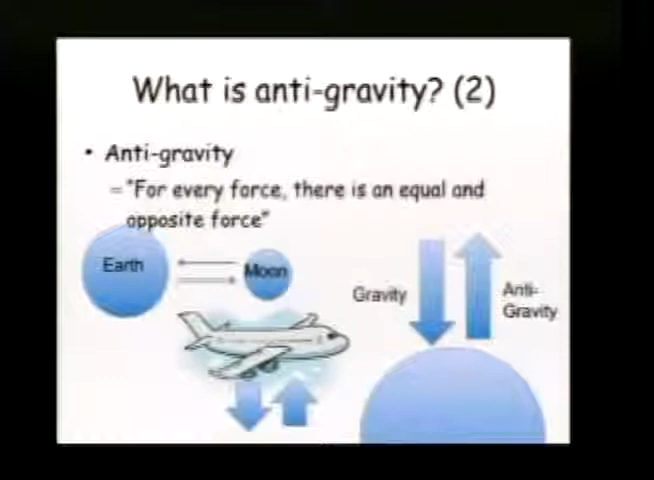 What is anti-gravity? (2)
• Anti-gravity
– "For every force, there is an equal and
opposite force"
Earth
Moon
Gravity
Anti-
Gravity